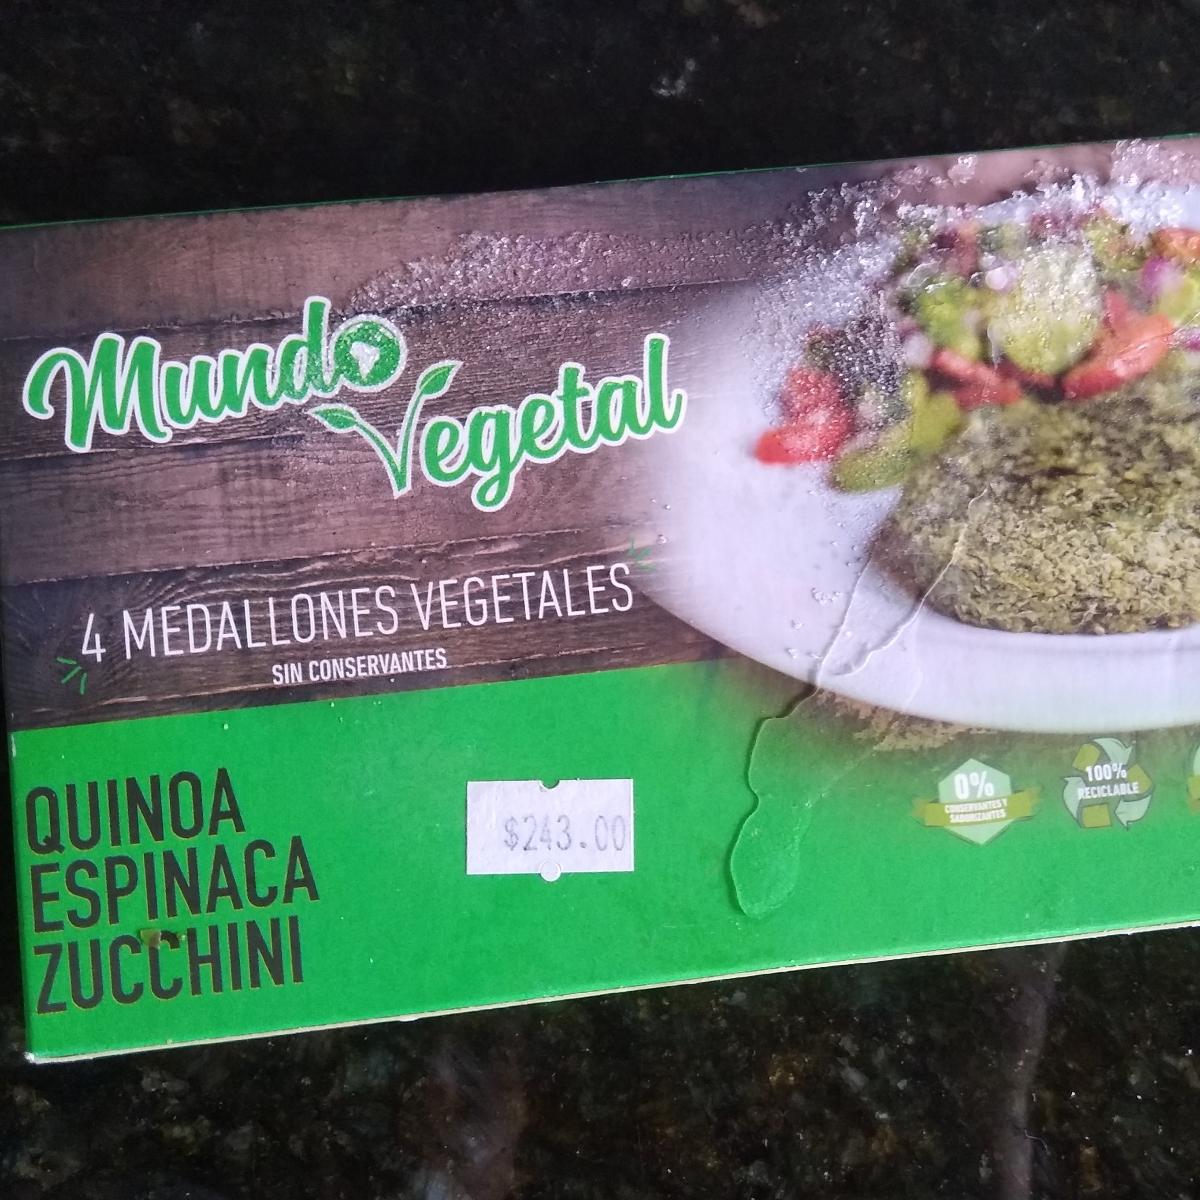 Mundo
Vegetal
4 MEDALLONES VEGETALES
SIN CONSERVANTES
QUINOA
ESPINACA
ZUCCHINI
$243.00
0%
CONSERVANTES Y
SABORIZANTES
100%
RECICLABLE